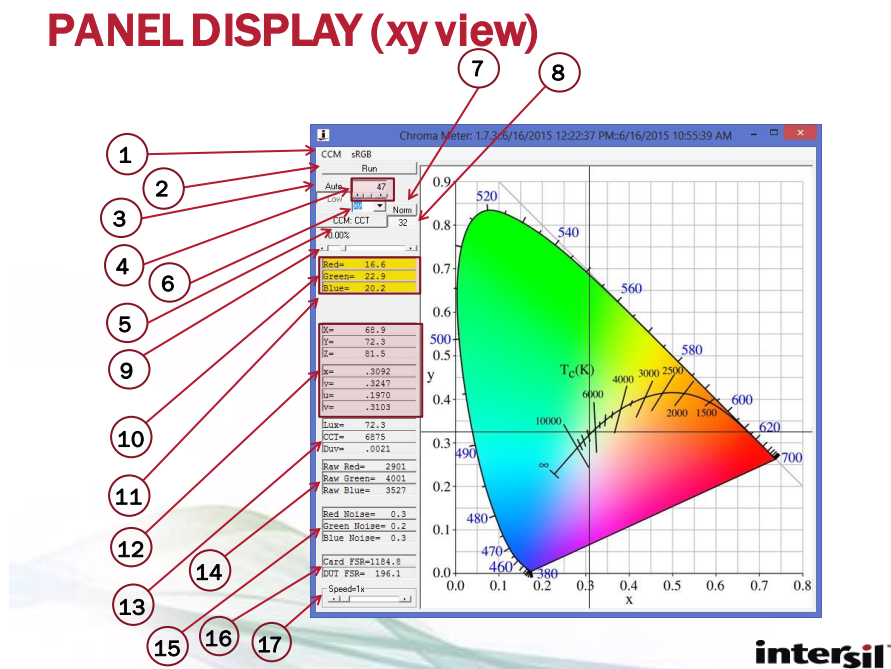 PANEL DISPLAY (xy view)
7
8
1
2
3
4
6
5
9
10
11
12
14
13
15
16
17
Chroma Meter: 1.7.3::6/16/2015 12:22:37 PM::6/16/2015 10:55:39 AM
CCM sRGB
Run
Auto 47
Low
Norm
CCM: CCT 32
0.00%
Red= 16.6
Green= 22.9
Blue= 20.2
X= 68.9
Y= 72.3
Z= 81.5
x= .3092
y= .3247
u= .1970
v= .3103
Lux= 72.3
CCT= 6875
Duv= .0021
Raw Red= 2901
Raw Green= 4001
Raw Blue= 3527
Red Noise= 0.3
Green Noise= 0.2
Blue Noise= 0.3
Card FSR=1184.8
DUT FSR= 196.1
Speed=1x
0.9
0.8
0.7
0.6
0.5
y
0.4
0.3
0.2
0.1
0.0
520
540
560
500
580
600
620
700
490
480
470
460
380
Tc(K)
4000 3000 2500
6000
10000
2000 1500
∞
0.0 0.1 0.2 0.3 0.4 0.5 0.6 0.7 0.8
x
intersil